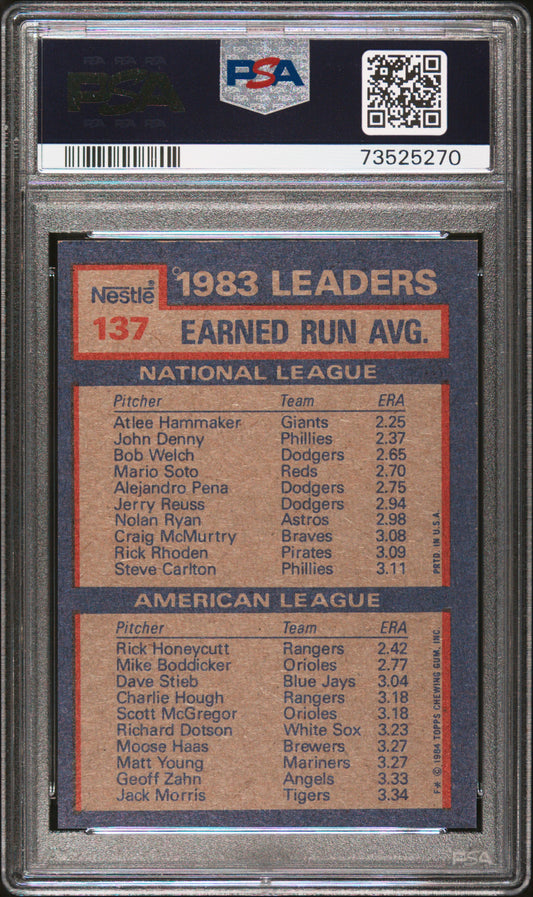 PSA
PSA
73525270
Nestlé®
137
©1983 LEADERS
EARNED RUN AVG.
NATIONAL LEAGUE
Pitcher Team ERA
Atlee Hammaker Giants 2.25
John Denny Phillies 2.37
Bob Welch Dodgers 2.65
Mario Soto Reds 2.70
Alejandro Pena Dodgers 2.75
Jerry Reuss Dodgers 2.94
Nolan Ryan Astros 2.98
Craig McMurtry Braves 3.08
Rick Rhoden Pirates 3.09
Steve Carlton Phillies 3.11
PRTD. IN U.S.A.
AMERICAN LEAGUE
Pitcher Team ERA
Rick Honeycutt Rangers 2.42
Mike Boddicker Orioles 2.77
Dave Stieb Blue Jays 3.04
Charlie Hough Rangers 3.18
Scott McGregor Orioles 3.18
Richard Dotson White Sox 3.23
Moose Haas Brewers 3.27
Matt Young Mariners 3.27
Geoff Zahn Angels 3.33
Jack Morris Tigers 3.34
F* © 1984 TOPPS CHEWING GUM, INC.
PSA